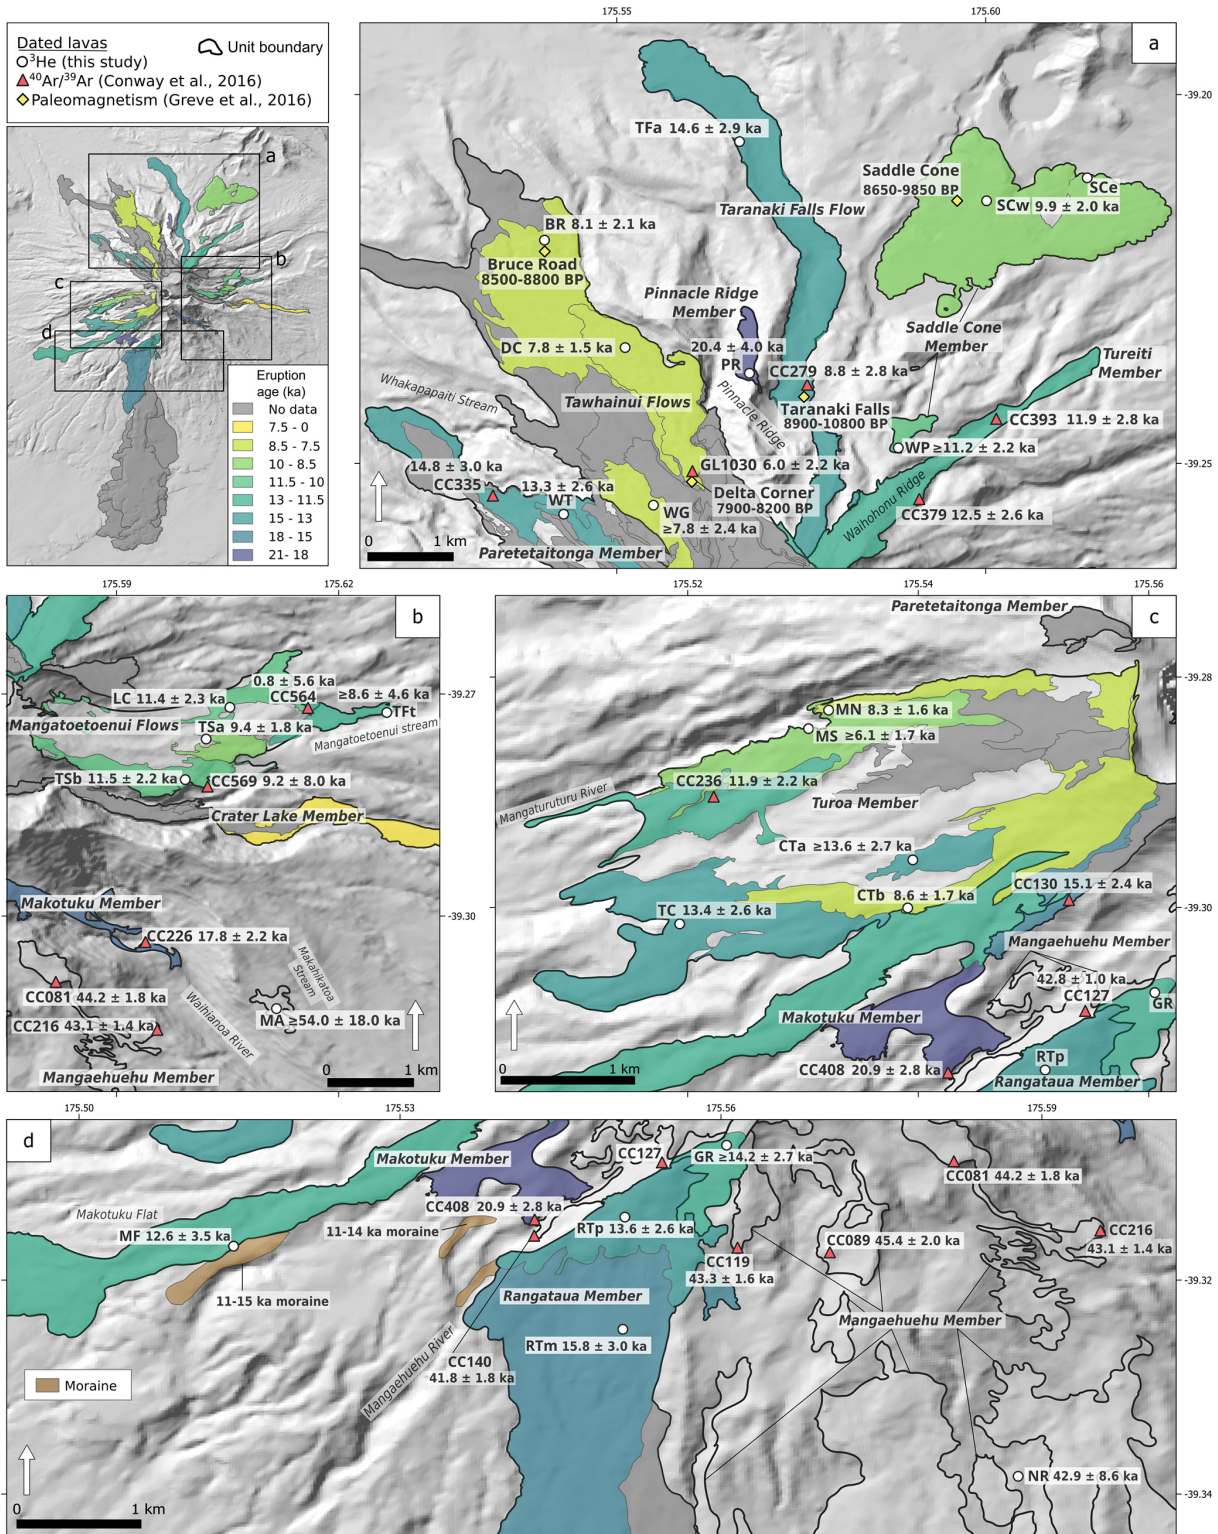 Dated lavas
³He (this study)
⁴⁰Ar/³⁹Ar (Conway et al., 2016)
Paleomagnetism (Greve et al., 2016)
Unit boundary
a
b
c
d
Eruption
age (ka)
No data
7.5 - 0
8.5 - 7.5
10 - 8.5
11.5 - 10
13 - 11.5
15 - 13
18 - 15
21- 18
175.55
175.60
a
-39.20
-39.25
TFa 14.6 ± 2.9 ka
Taranaki Falls Flow
Saddle Cone
8650-9850 BP
SCe
SCw 9.9 ± 2.0 ka
BR 8.1 ± 2.1 ka
Bruce Road
8500-8800 BP
Pinnacle Ridge
Member
Saddle Cone
Member
DC 7.8 ± 1.5 ka
20.4 ± 4.0 ka
PR
CC279 8.8 ± 2.8 ka
Tureiti
Member
Whakapapaiti Stream
Tawhainui Flows
Pinnacle Ridge
Taranaki Falls
8900-10800 BP
CC393 11.9 ± 2.8 ka
WP ≥11.2 ± 2.2 ka
14.8 ± 3.0 ka
CC335
13.3 ± 2.6 ka
WT
GL1030 6.0 ± 2.2 ka
Delta Corner
7900-8200 BP
WG
≥7.8 ± 2.4 ka
Waihohonu Ridge
CC379 12.5 ± 2.6 ka
0 1 km
Paretetaitonga Member
175.59
175.62
b
-39.27
-39.30
0.8 ± 5.6 ka
CC564
LC 11.4 ± 2.3 ka
≥8.6 ± 4.6 ka
TFt
Mangatoetoenui Flows
TSa 9.4 ± 1.8 ka
Mangatoetoenui stream
TSb 11.5 ± 2.2 ka
CC569 9.2 ± 8.0 ka
Crater Lake Member
Makotuku Member
CC226 17.8 ± 2.2 ka
Makahikatoa
Stream
CC081 44.2 ± 1.8 ka
Waihianoa River
MA ≥54.0 ± 18.0 ka
CC216 43.1 ± 1.4 ka
Mangaehuehu Member
0 1 km
175.52
175.54
175.56
c
-39.28
-39.30
Paretetaitonga Member
MN 8.3 ± 1.6 ka
MS ≥6.1 ± 1.7 ka
CC236 11.9 ± 2.2 ka
Mangaturuturu River
Turoa Member
CTa ≥13.6 ± 2.7 ka
CC130 15.1 ± 2.4 ka
CTb 8.6 ± 1.7 ka
TC 13.4 ± 2.6 ka
Mangaehuehu Member
42.8 ± 1.0 ka
CC127
GR
Makotuku Member
CC408 20.9 ± 2.8 ka
RTp
Rangataua Member
0 1 km
175.50
175.53
175.56
175.59
d
-39.32
-39.34
Makotuku Member
CC127
GR ≥14.2 ± 2.7 ka
CC081 44.2 ± 1.8 ka
Makotuku Flat
CC408 20.9 ± 2.8 ka
11-14 ka moraine
RTp 13.6 ± 2.6 ka
MF 12.6 ± 3.5 ka
CC089 45.4 ± 2.0 ka
CC216
43.1 ± 1.4 ka
CC119
43.3 ± 1.6 ka
11-15 ka moraine
Rangataua Member
Mangaehuehu Member
RTm 15.8 ± 3.0 ka
Mangaehuehu River
CC140
41.8 ± 1.8 ka
Moraine
NR 42.9 ± 8.6 ka
0 1 km